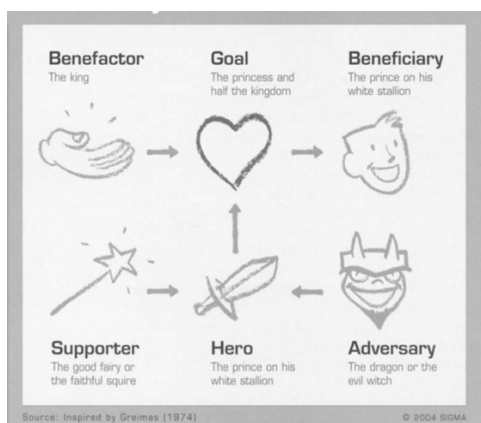 Benefactor
The king
Goal
The princess and
half the kingdom
Beneficiary
The prince on his
white stallion
Supporter
The good fairy or
the faithful squire
Hero
The prince on his
white stallion
Adversary
The dragon or the
evil witch
Source: Inspired by Greimas (1974)
© 2004 SIGMA